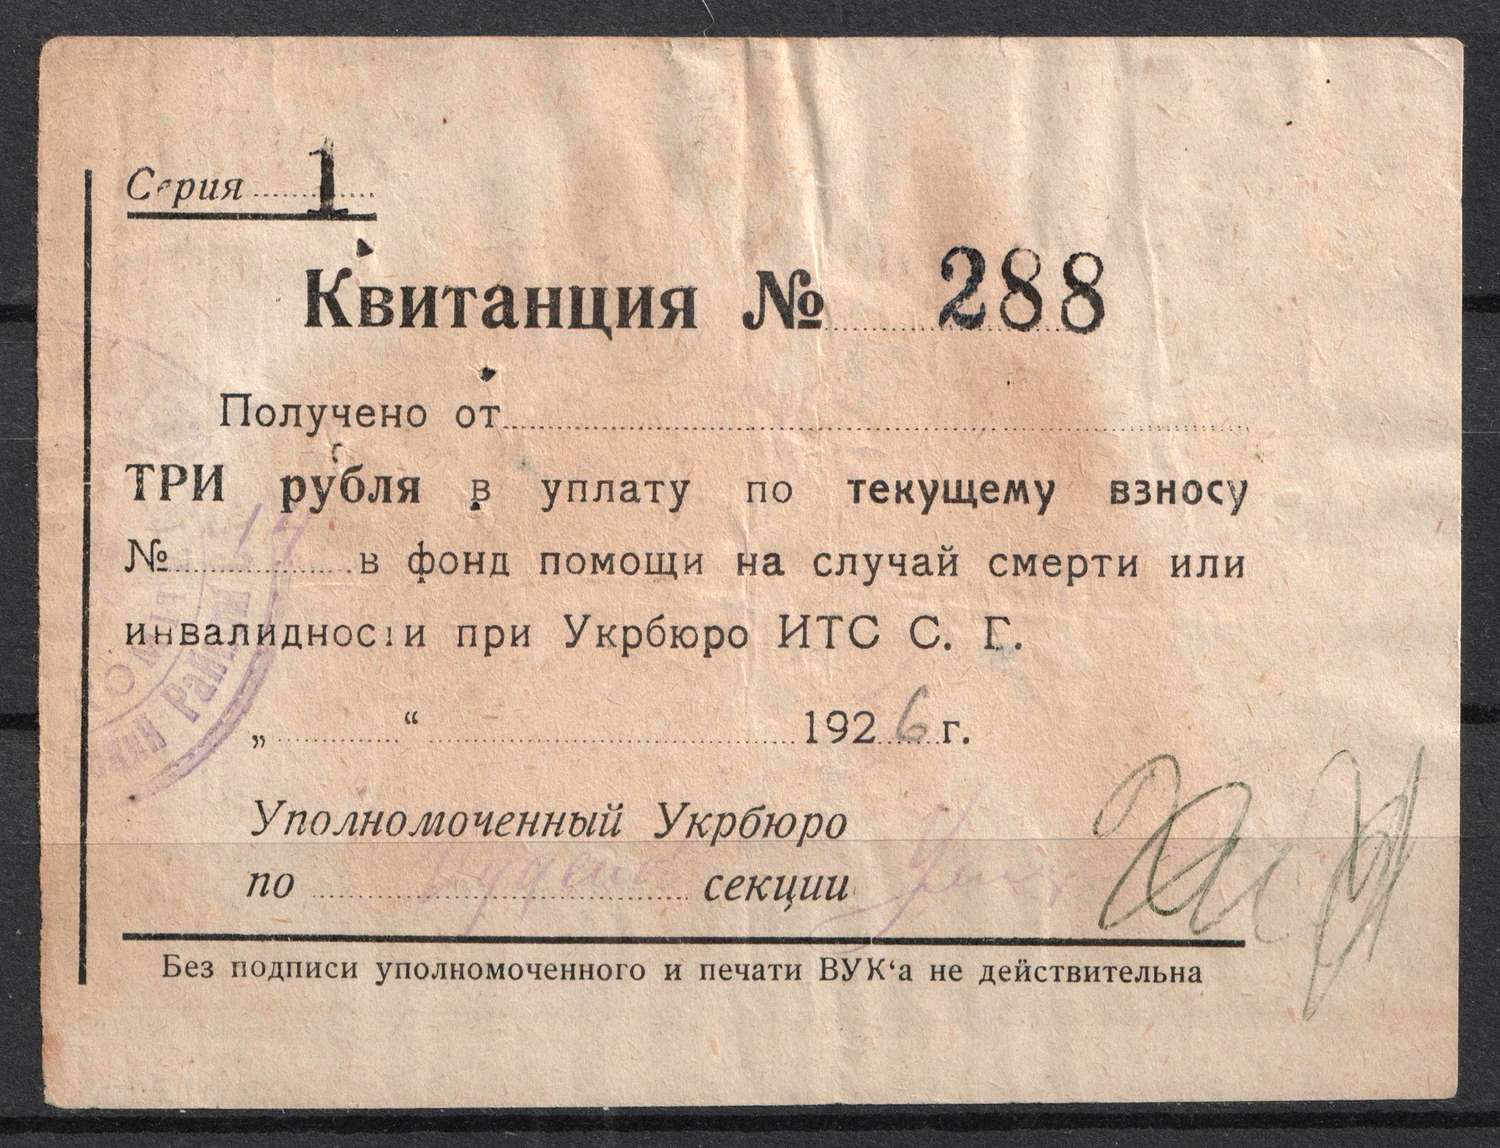 Серия 1
Квитанция № 288
Получено от
ТРИ рубля в уплату по текущему взносу
№ в фонд помощи на случай смерти или
инвалидности при Укрбюро ИТС С. Г.
„ “ 1926 г.
Уполномоченный Укрбюро
по секции
Без подписи уполномоченного и печати ВУК‘а не действительна